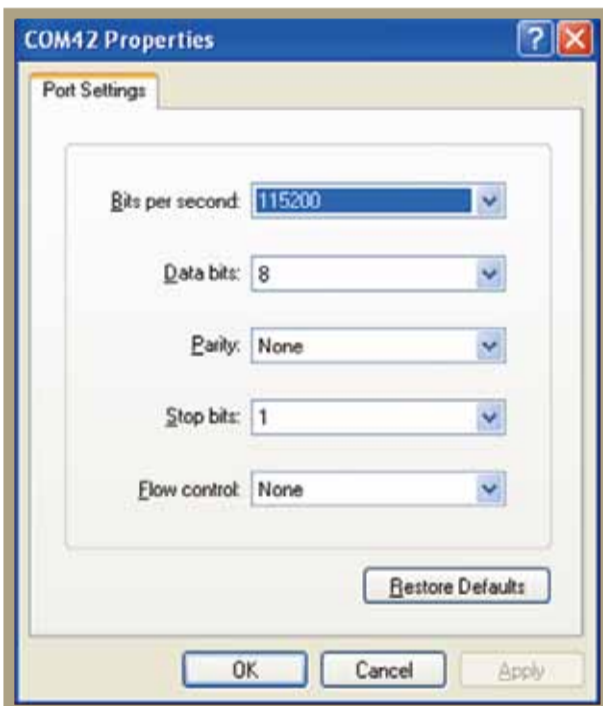 COM42 Properties
Port Settings
Bits per second: 115200
Data bits: 8
Parity: None
Stop bits: 1
Flow control: None
Restore Defaults
OK Cancel Apply